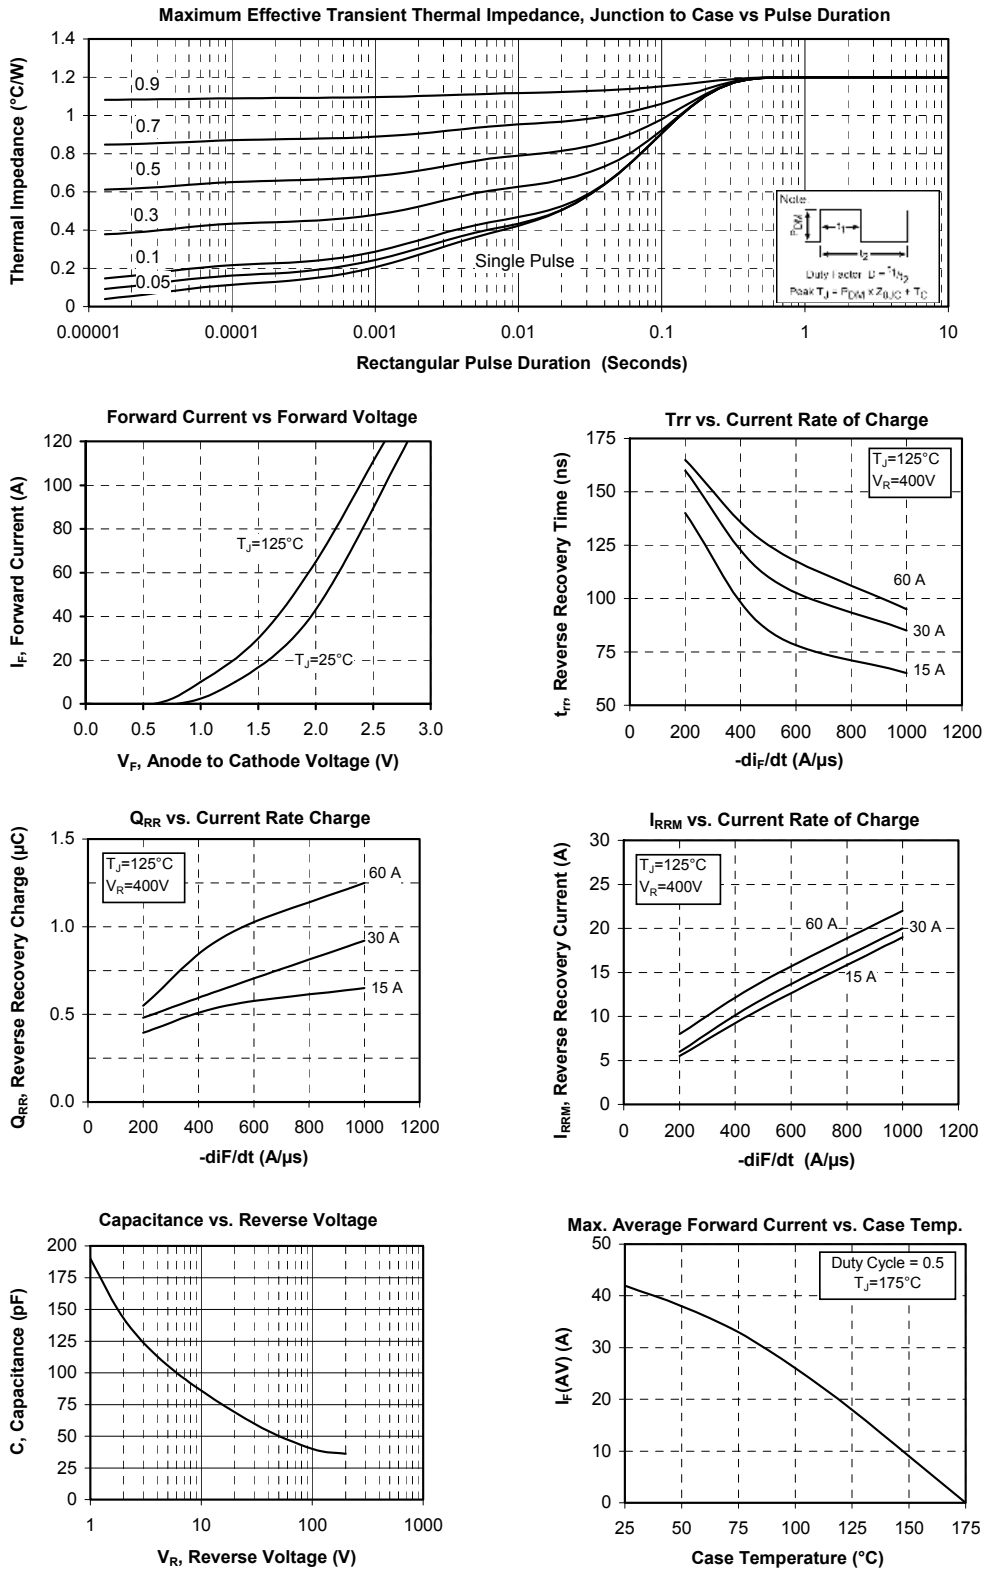 Maximum Effective Transient Thermal Impedance, Junction to Case vs Pulse Duration
Thermal Impedance (°C/W)
1.4
1.2
1
0.8
0.6
0.4
0.2
0
0.9
0.7
0.5
0.3
0.1
0.05
Single Pulse
Note:
PDM
t1
t2
Duty Factor D = t1/t2
Peak TJ = PDM x ZθJC + TC
0.00001 0.0001 0.001 0.01 0.1 1 10
Rectangular Pulse Duration (Seconds)
Forward Current vs Forward Voltage
IF, Forward Current (A)
120
100
80
60
40
20
0
TJ=125°C
TJ=25°C
0.0 0.5 1.0 1.5 2.0 2.5 3.0
VF, Anode to Cathode Voltage (V)
Trr vs. Current Rate of Charge
trr, Reverse Recovery Time (ns)
175
150
125
100
75
50
TJ=125°C
VR=400V
60 A
30 A
15 A
0 200 400 600 800 1000 1200
-diF/dt (A/µs)
QRR vs. Current Rate Charge
QRR, Reverse Recovery Charge (µC)
1.5
1.0
0.5
0.0
TJ=125°C
VR=400V
60 A
30 A
15 A
0 200 400 600 800 1000 1200
-diF/dt (A/µs)
IRRM vs. Current Rate of Charge
IRRM, Reverse Recovery Current (A)
30
25
20
15
10
5
0
TJ=125°C
VR=400V
60 A
30 A
15 A
0 200 400 600 800 1000 1200
-diF/dt (A/µs)
Capacitance vs. Reverse Voltage
C, Capacitance (pF)
200
175
150
125
100
75
50
25
0
1 10 100 1000
VR, Reverse Voltage (V)
Max. Average Forward Current vs. Case Temp.
IF(AV) (A)
50
40
30
20
10
0
Duty Cycle = 0.5
TJ=175°C
25 50 75 100 125 150 175
Case Temperature (°C)